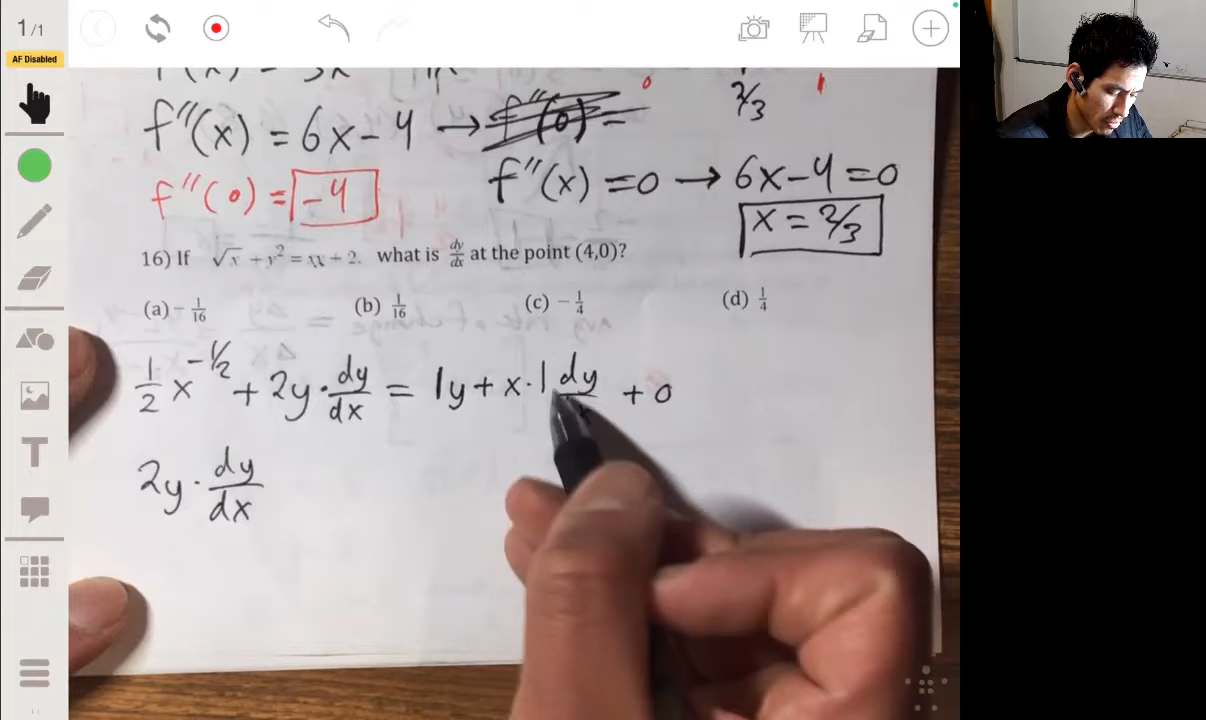 1/1
AF Disabled
f''(x) = 6x - 4 → f''(0) =
2/3
f''(0) = -4
f''(x) = 0 → 6x - 4 = 0
x = 2/3
16) If √x + y² = xy + 2. what is dy/dx at the point (4,0)?
(a) - 1/16 (b) 1/16 (c) - 1/4 (d) 1/4
1/2 x^-1/2 + 2y · dy/dx = 1y + x · 1 dy + 0
2y · dy/dx
T